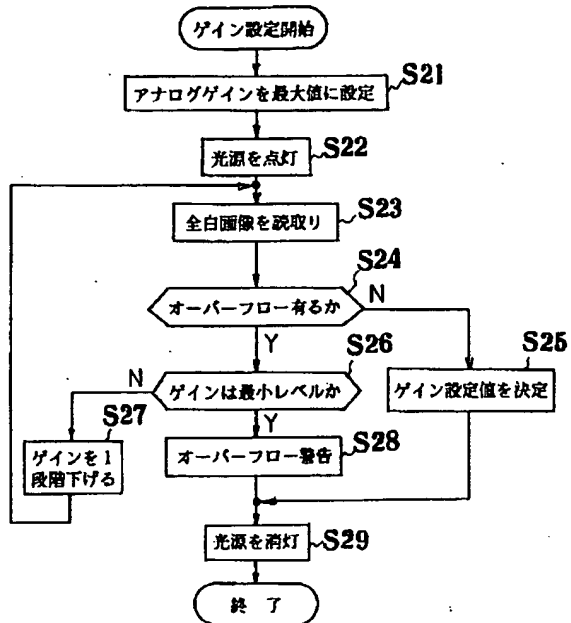 ゲイン設定開始
S21
アナログゲインを最大値に設定
S22
光源を点灯
S23
全白画像を読取り
S24
オーバーフロー有るか
N
Y
S25
ゲイン設定値を決定
S26
ゲインは最小レベルか
N
Y
S27
ゲインを1
段階下げる
S28
オーバーフロー警告
S29
光源を消灯
終 了